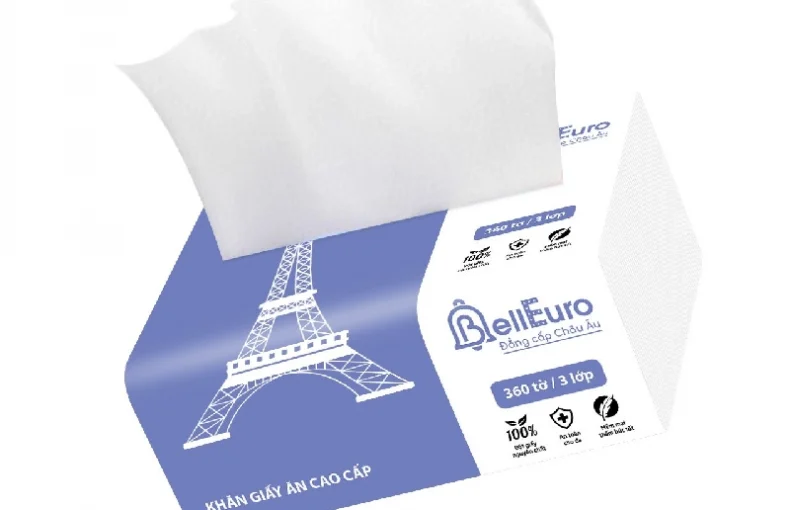 Euro
tờ / 3 lớp
100%
BellEuro
Đẳng cấp Châu Âu
360 tờ / 3 lớp
100%
Bột giấy
nguyên chất
An toàn
cho da
Mềm mại
thấm hút tốt
KHĂN GIẤY ĂN CAO CẤP